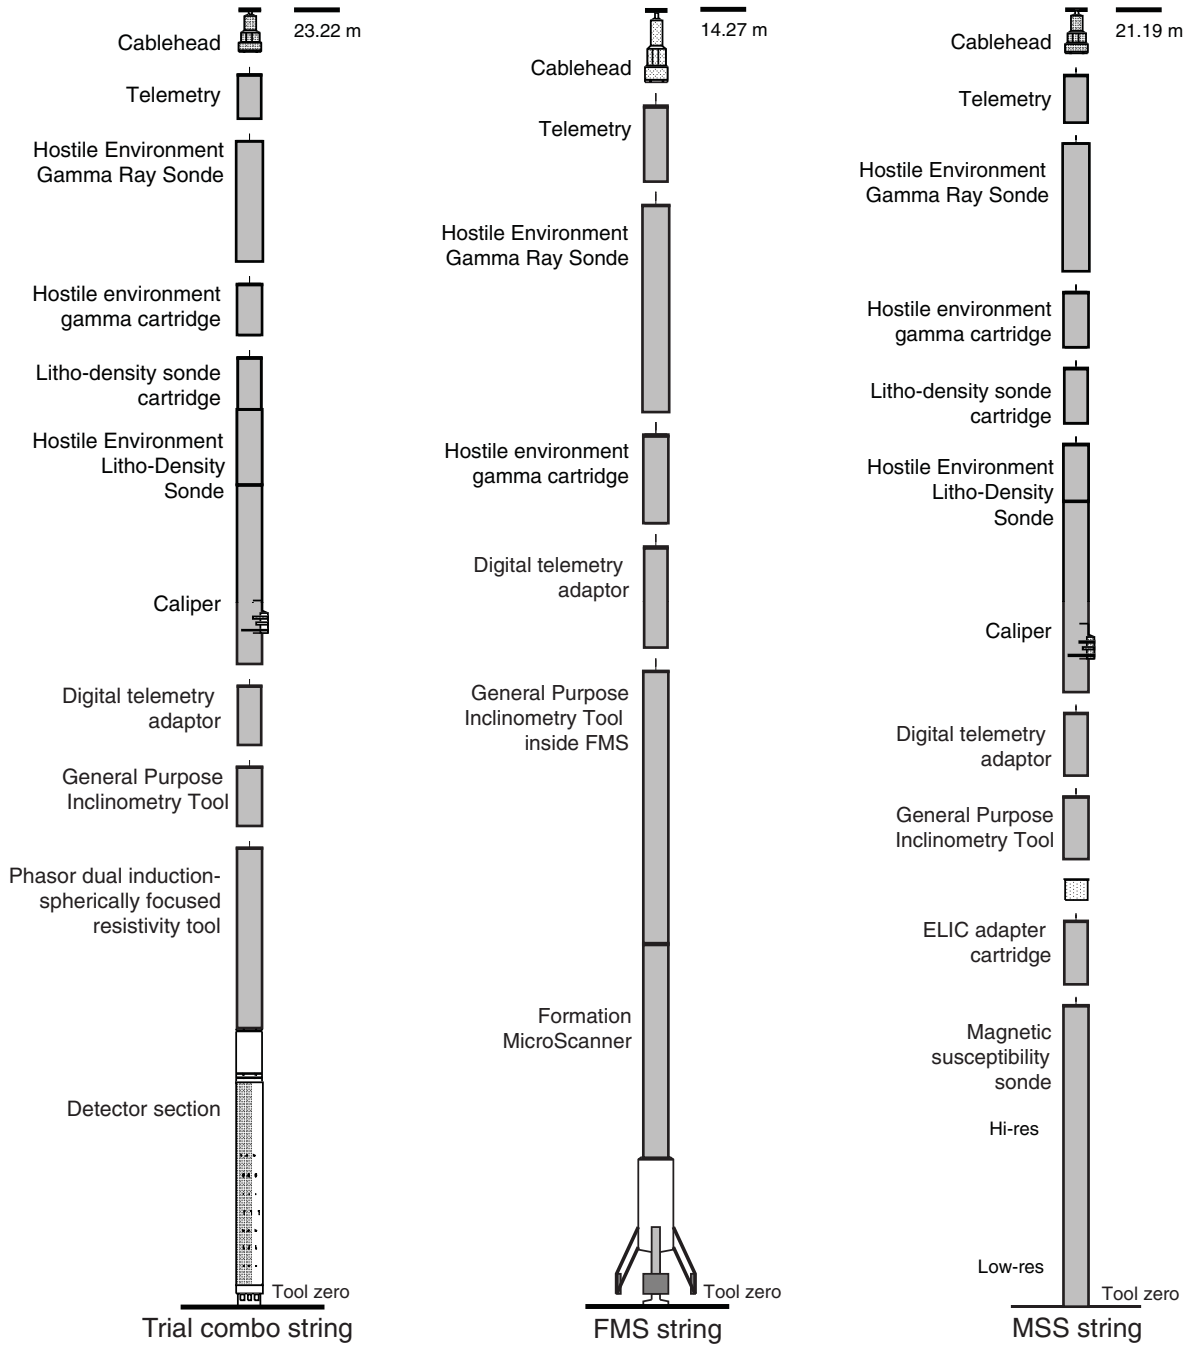 23.22 m
Cablehead
Telemetry
Hostile Environment
Gamma Ray Sonde
Hostile environment
gamma cartridge
Litho-density sonde
cartridge
Hostile Environment
Litho-Density
Sonde
Caliper
Digital telemetry
adaptor
General Purpose
Inclinometry Tool
Phasor dual induction-
spherically focused
resistivity tool
Detector section
Tool zero
Trial combo string
14.27 m
Cablehead
Telemetry
Hostile Environment
Gamma Ray Sonde
Hostile environment
gamma cartridge
Digital telemetry
adaptor
General Purpose
Inclinometry Tool
inside FMS
Formation
MicroScanner
Tool zero
FMS string
21.19 m
Cablehead
Telemetry
Hostile Environment
Gamma Ray Sonde
Hostile environment
gamma cartridge
Litho-density sonde
cartridge
Hostile Environment
Litho-Density
Sonde
Caliper
Digital telemetry
adaptor
General Purpose
Inclinometry Tool
ELIC adapter
cartridge
Magnetic
susceptibility
sonde
Hi-res
Low-res
Tool zero
MSS string